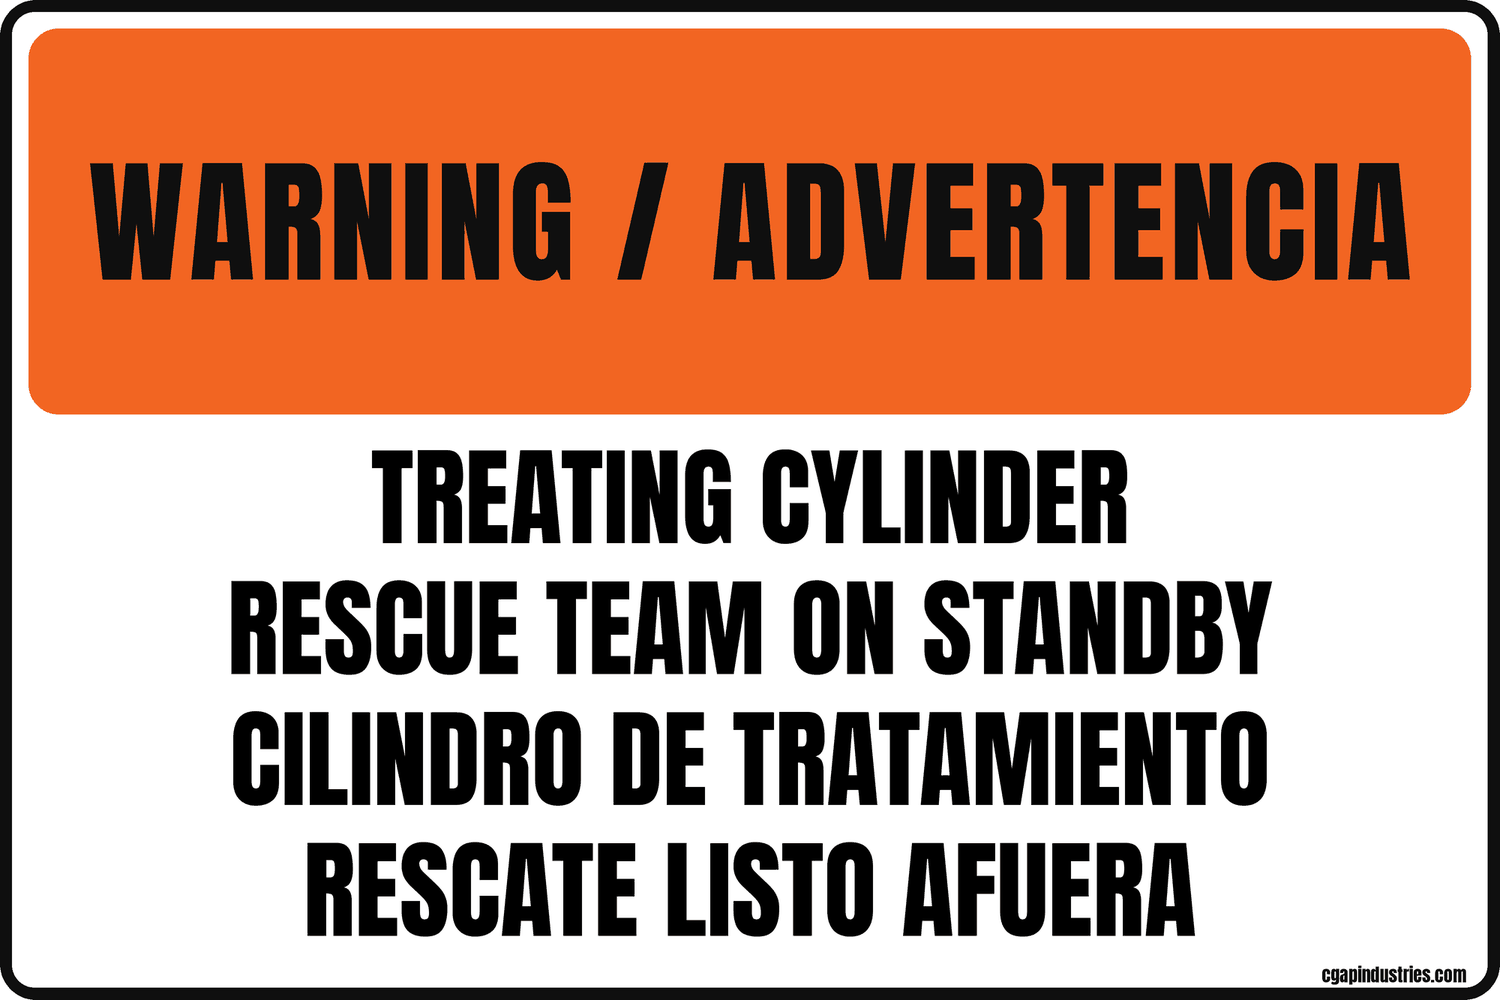 WARNING / ADVERTENCIA
TREATING CYLINDER
RESCUE TEAM ON STANDBY
CILINDRO DE TRATAMIENTO
RESCATE LISTO AFUERA
cgapindustries.com